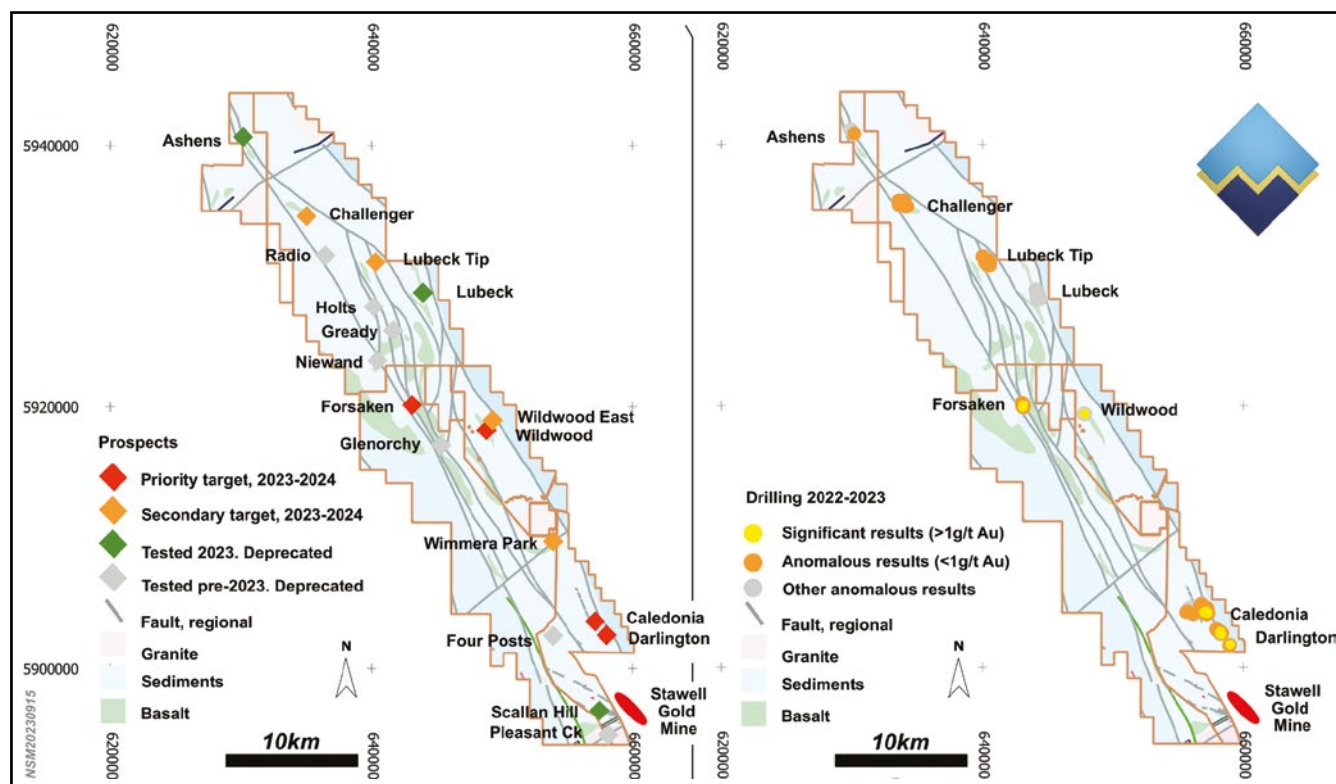 620000
640000
660000
5940000
Ashens
Challenger
Radio
Lubeck Tip
Lubeck
Holts
Gready
Niewand
5920000
Forsaken
Wildwood East
Wildwood
Glenorchy
Prospects
Priority target, 2023-2024
Secondary target, 2023-2024
Tested 2023. Deprecated
Tested pre-2023. Deprecated
Fault, regional
Granite
Sediments
Basalt
Wimmera Park
Caledonia
Darlington
Four Posts
5900000
N
Scallan Hill
Pleasant Ck
Stawell
Gold
Mine
10km
NSM20230915
620000
640000
660000
620000
640000
660000
Ashens
Challenger
Lubeck Tip
Lubeck
Forsaken
Wildwood
Drilling 2022-2023
Significant results (>1g/t Au)
Anomalous results (<1g/t Au)
Other anomalous results
Fault, regional
Granite
Sediments
Basalt
Caledonia
Darlington
N
Stawell
Gold
Mine
10km
620000
640000
660000